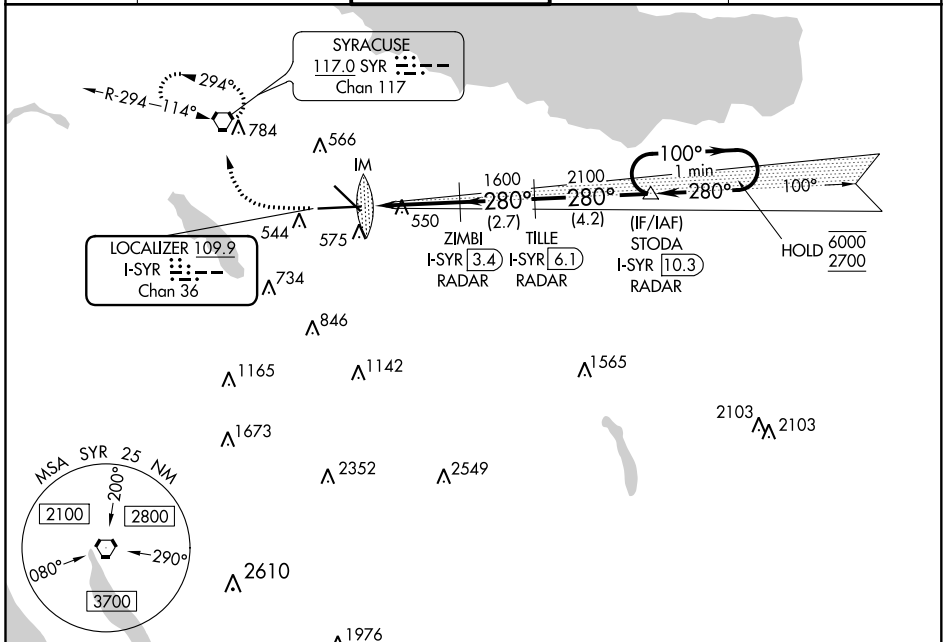 SYRACUSE
117.0 SYR
Chan 117
294°
R-294
114°
784
566
IM
1600
2100
100°
1 min
280°
280°
280°
100°
(2.7)
(4.2)
550
544
575
ZIMBI
I-SYR 3.4
RADAR
TILLE
I-SYR 6.1
RADAR
(IF/IAF)
STODA
I-SYR 10.3
RADAR
HOLD 6000
2700
LOCALIZER 109.9
I-SYR
Chan 36
734
846
1165
1142
1565
1673
2103
2103
2352
2549
MSA SYR 25 NM
200°
2100
2800
080°
290°
3700
2610
1976